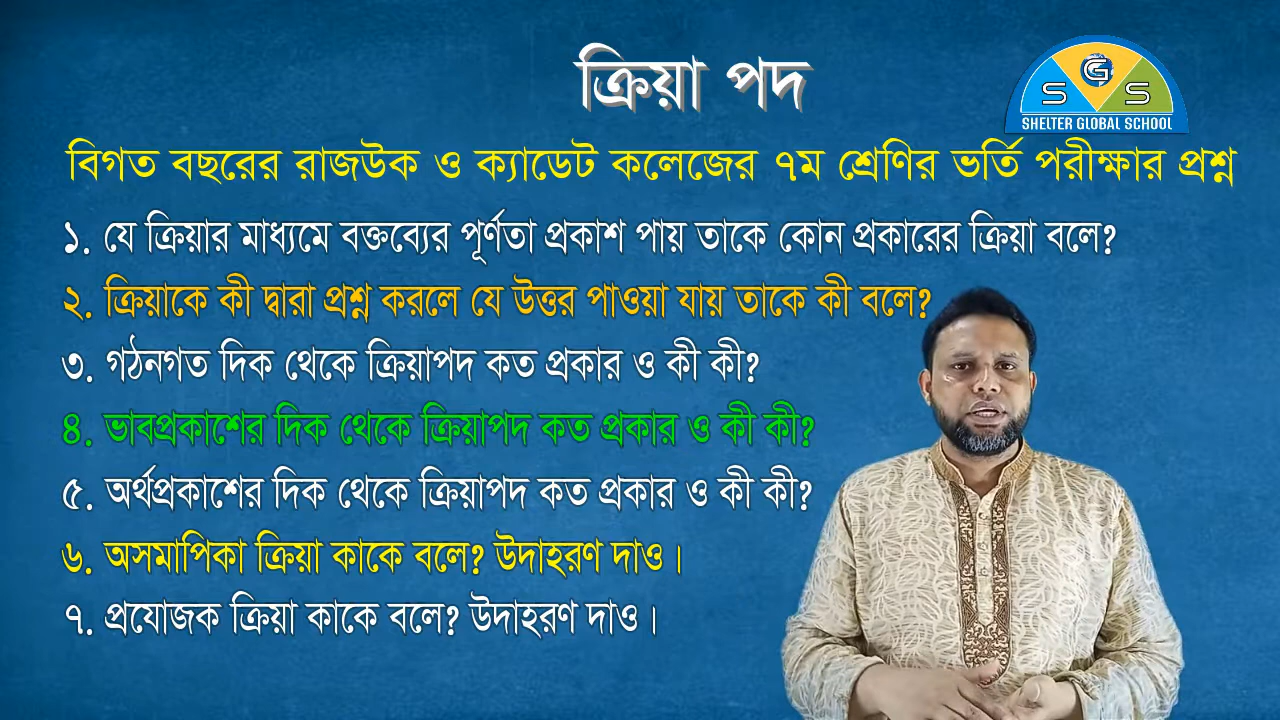 ক্রিয়া পদ
SGS
SHELTER GLOBAL SCHOOL
বিগত বছরের রাজউক ও ক্যাডেট কলেজের ৭ম শ্রেণির ভর্তি পরীক্ষার প্রশ্ন
১. যে ক্রিয়ার মাধ্যমে বক্তব্যের পূর্ণতা প্রকাশ পায় তাকে কোন প্রকারের ক্রিয়া বলে?
২. ক্রিয়াকে কী দ্বারা প্রশ্ন করলে যে উত্তর পাওয়া যায় তাকে কী বলে?
৩. গঠনগত দিক থেকে ক্রিয়াপদ কত প্রকার ও কী কী?
৪. ভাবপ্রকাশের দিক থেকে ক্রিয়াপদ কত প্রকার ও কী কী?
৫. অর্থপ্রকাশের দিক থেকে ক্রিয়াপদ কত প্রকার ও কী কী?
৬. অসমাপিকা ক্রিয়া কাকে বলে? উদাহরণ দাও।
৭. প্রযোজক ক্রিয়া কাকে বলে? উদাহরণ দাও।